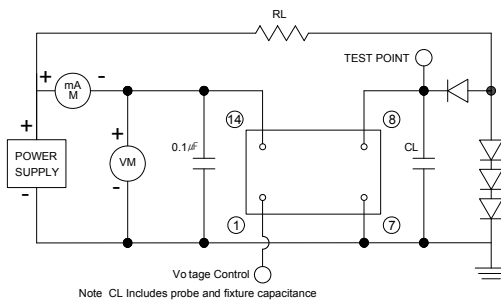 RL
TEST POINT
+ mA M -
+
14
8
+
0.1㎌
CL
POWER SUPPLY
VM
-
-
1
7
Vo tage Control
Note CL Includes probe and fixture capacitance